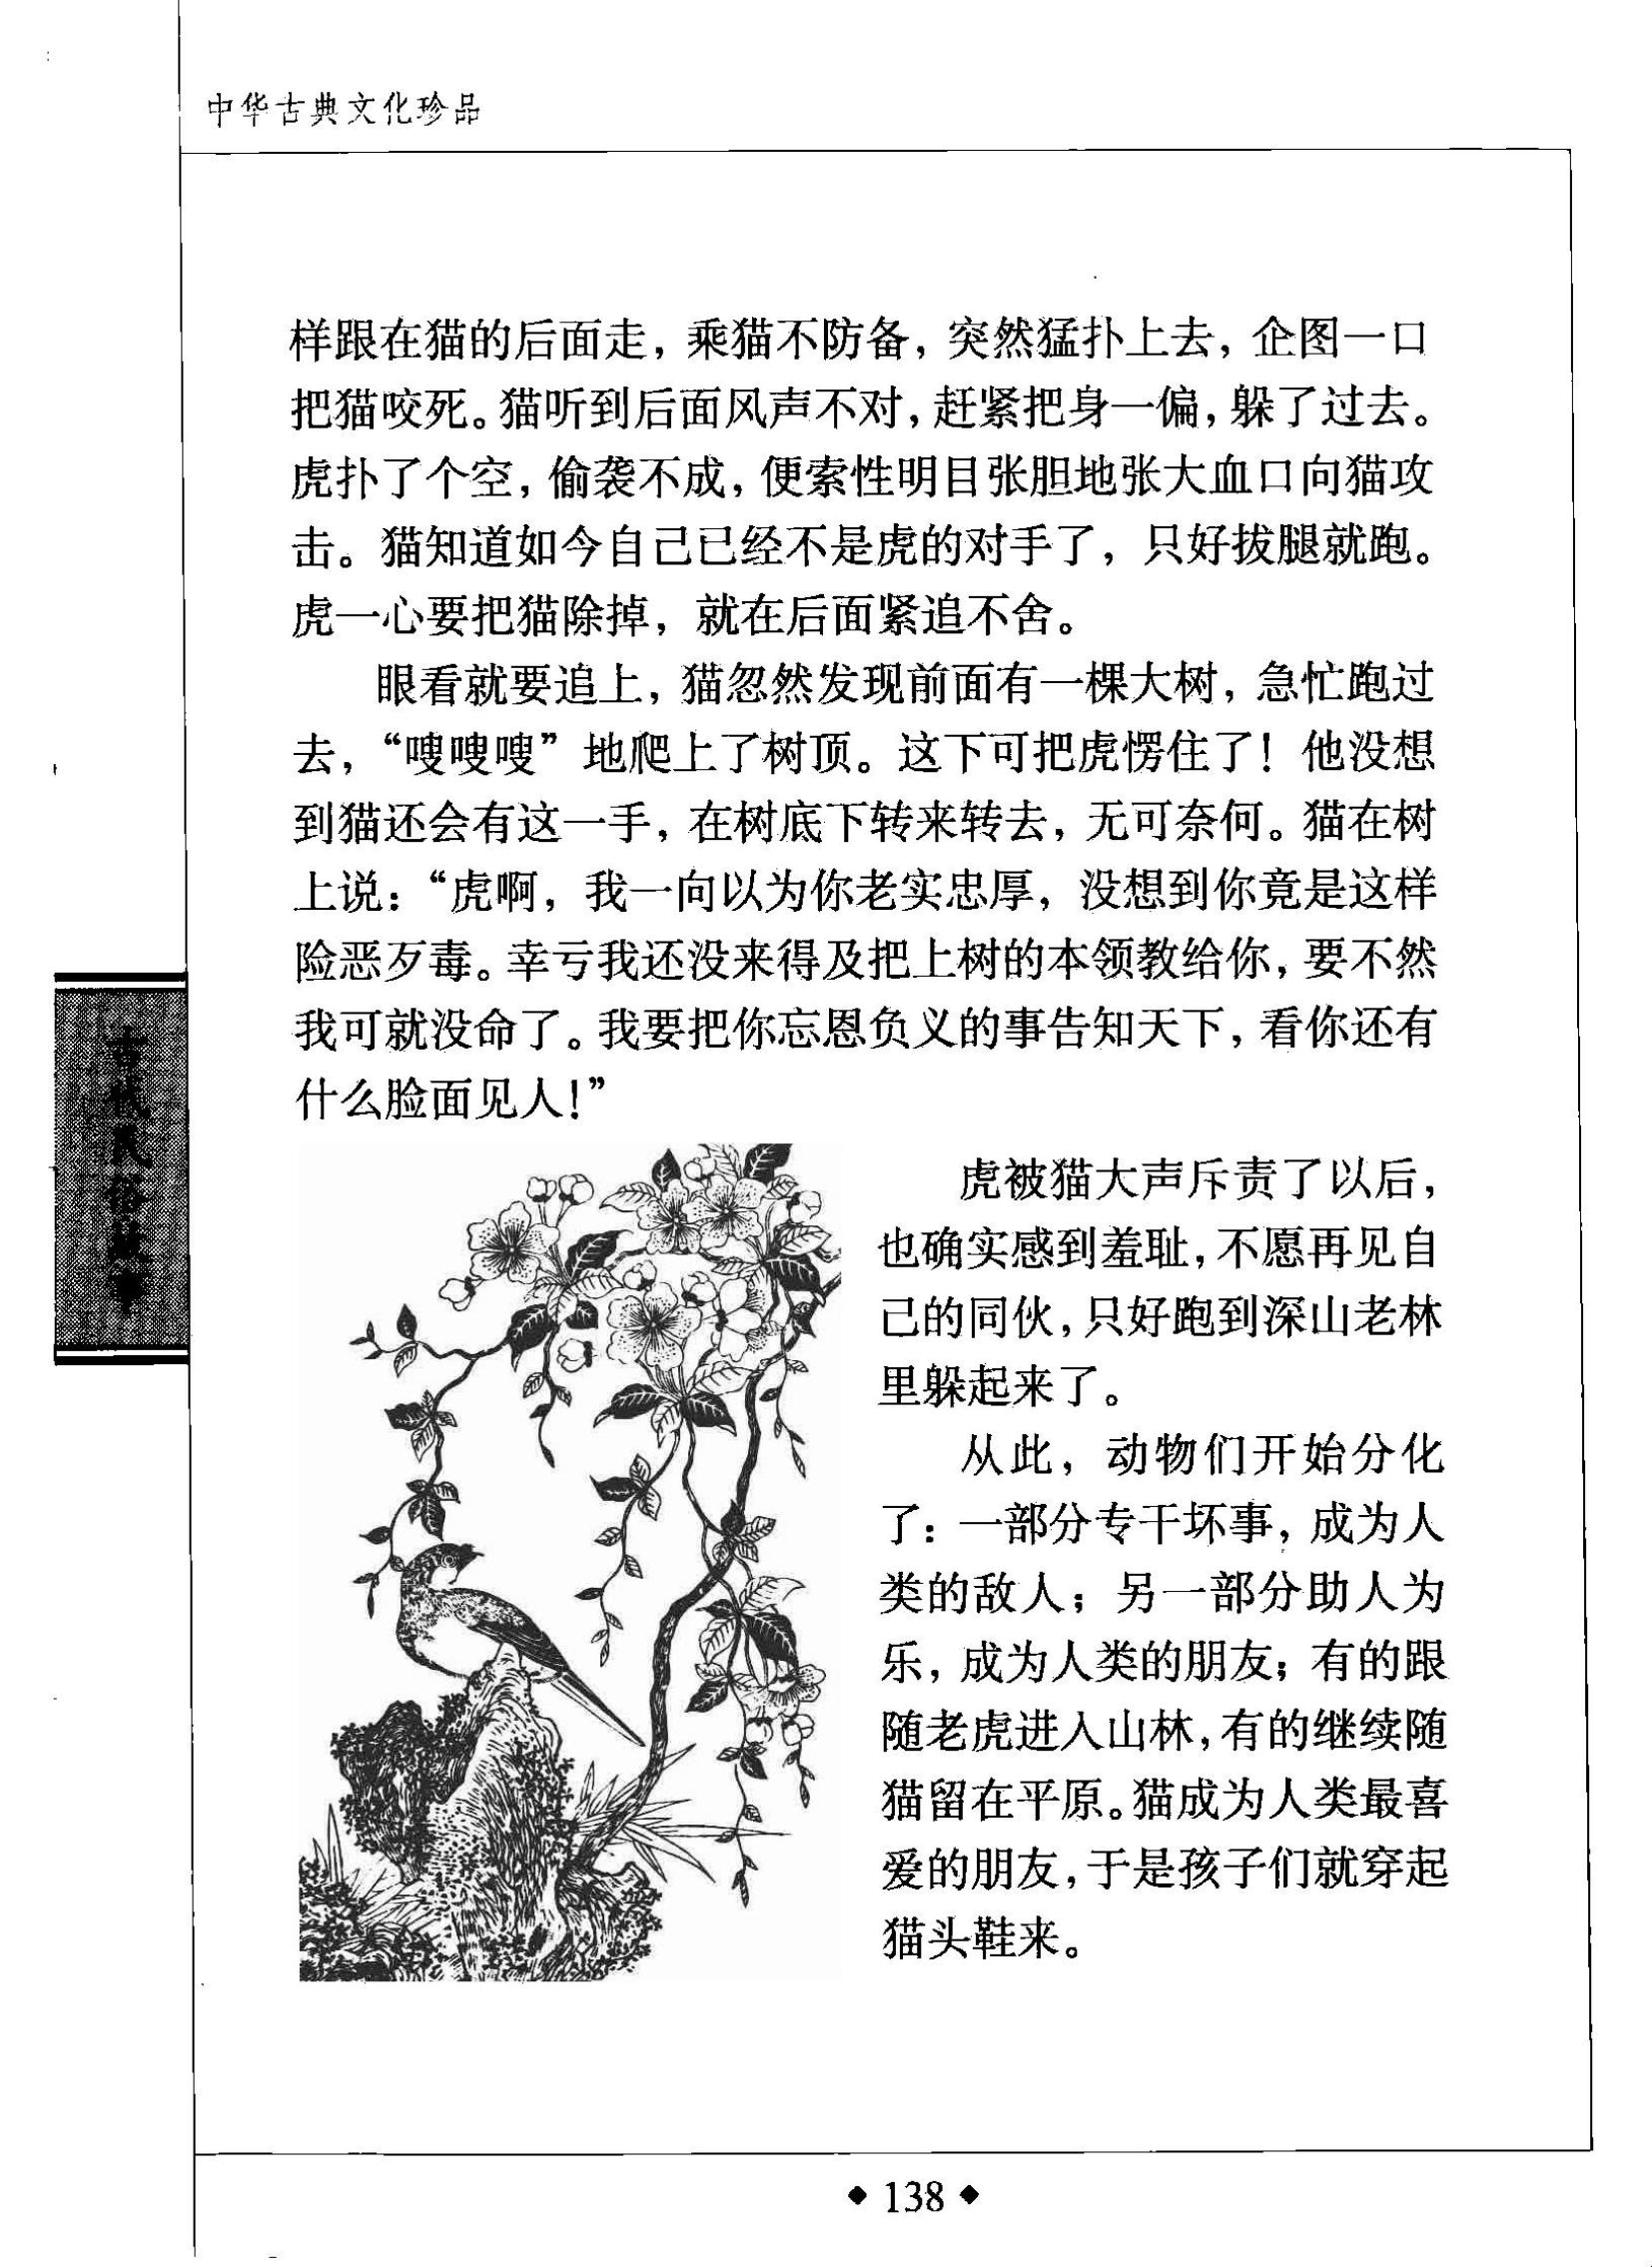 中华古典文化珍品
样跟在猫的后面走，乘猫不防备，突然猛扑上去，企图一口
把猫咬死。猫听到后面风声不对，赶紧把身一偏，躲了过去。
虎扑了个空，偷袭不成，便索性明目张胆地张大血口向猫攻
击。猫知道如今自己已经不是虎的对手了，只好拔腿就跑。
虎一心要把猫除掉，就在后面紧追不舍。
眼看就要追上，猫忽然发现前面有一棵大树，急忙跑过
去，“嗖嗖嗖”地爬上了树顶。这下可把虎愣住了！他没想
到猫还会有这一手，在树底下转来转去，无可奈何。猫在树
上说：“虎啊，我一向以为你老实忠厚，没想到你竟是这样
险恶歹毒。幸亏我还没来得及把上树的本领教给你，要不然
我可就没命了。我要把你忘恩负义的事告知天下，看你还有
什么脸面见人！”
虎被猫大声斥责了以后，
也确实感到羞耻，不愿再见自
己的同伙，只好跑到深山老林
里躲起来了。
从此，动物们开始分化
了：一部分专干坏事，成为人
类的敌人；另一部分助人为
乐，成为人类的朋友；有的跟
随老虎进入山林，有的继续随
猫留在平原。猫成为人类最喜
爱的朋友，于是孩子们就穿起
猫头鞋来。
古代民俗故事
◆ 138 ◆